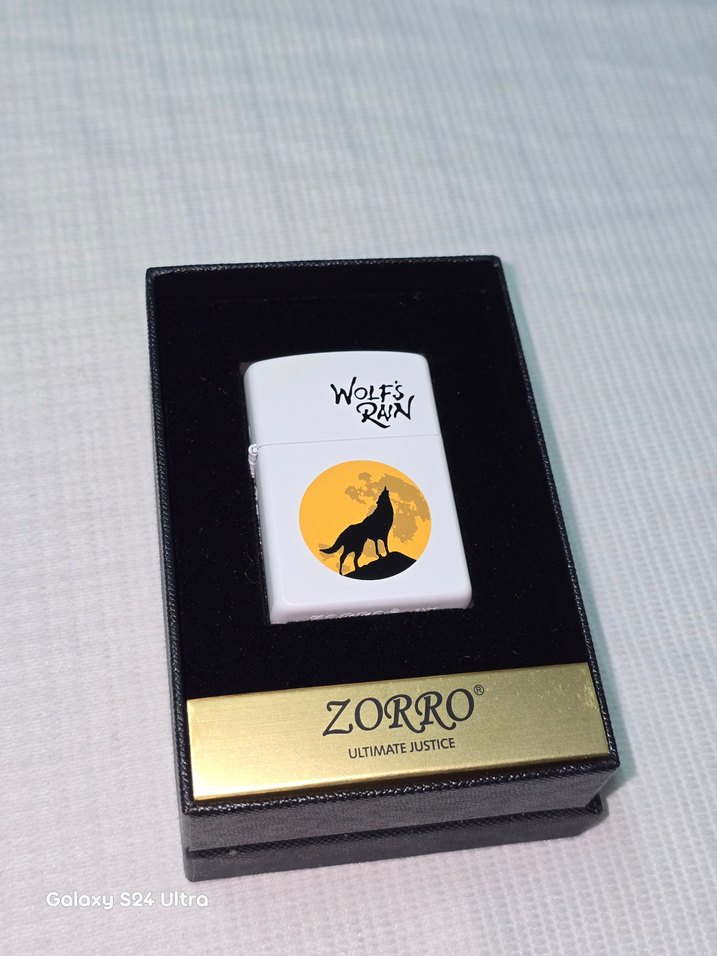 WOLF'S
RAIN
ZORRO®
ULTIMATE JUSTICE
Galaxy S24 Ultra